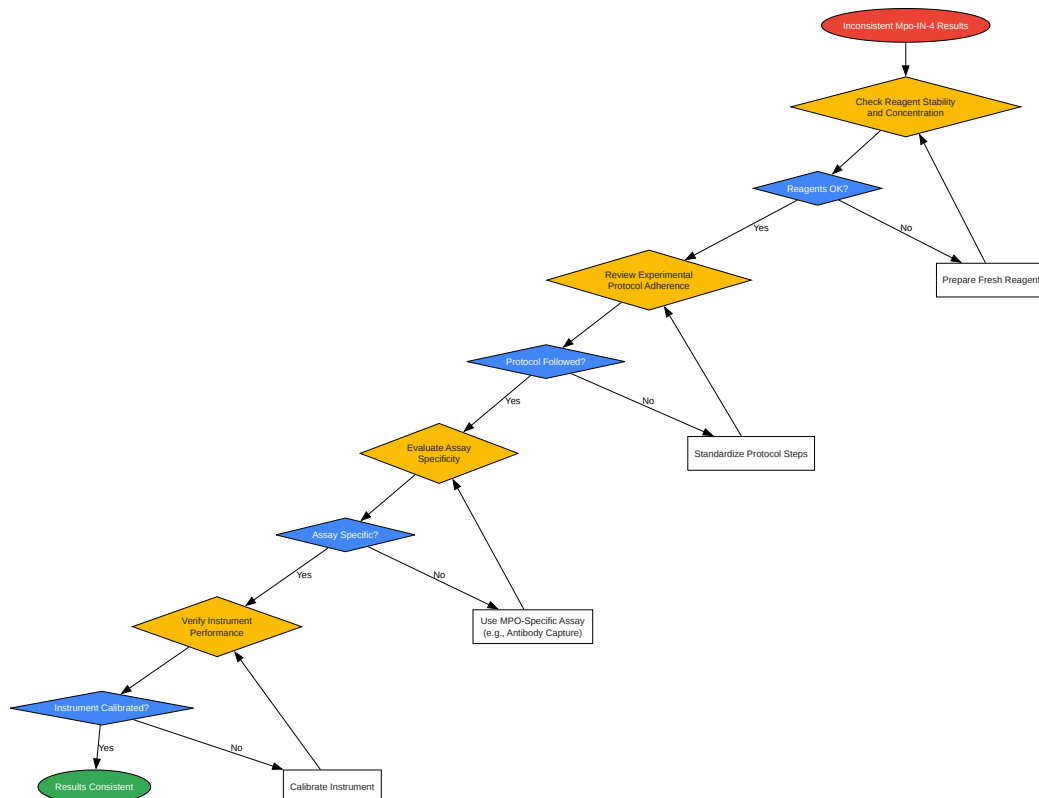 Inconsistent Mpo-IN-4 Results
Check Reagent Stability
and Concentration
Reagents OK?
Yes
No
Review Experimental
Protocol Adherence
Prepare Fresh Reagent
Protocol Followed?
Yes
No
Evaluate Assay
Specificity
Standardize Protocol Steps
Assay Specific?
Yes
No
Verify Instrument
Performance
Use MPO-Specific Assay
(e.g., Antibody Capture)
Instrument Calibrated?
Yes
No
Results Consistent
Calibrate Instrument